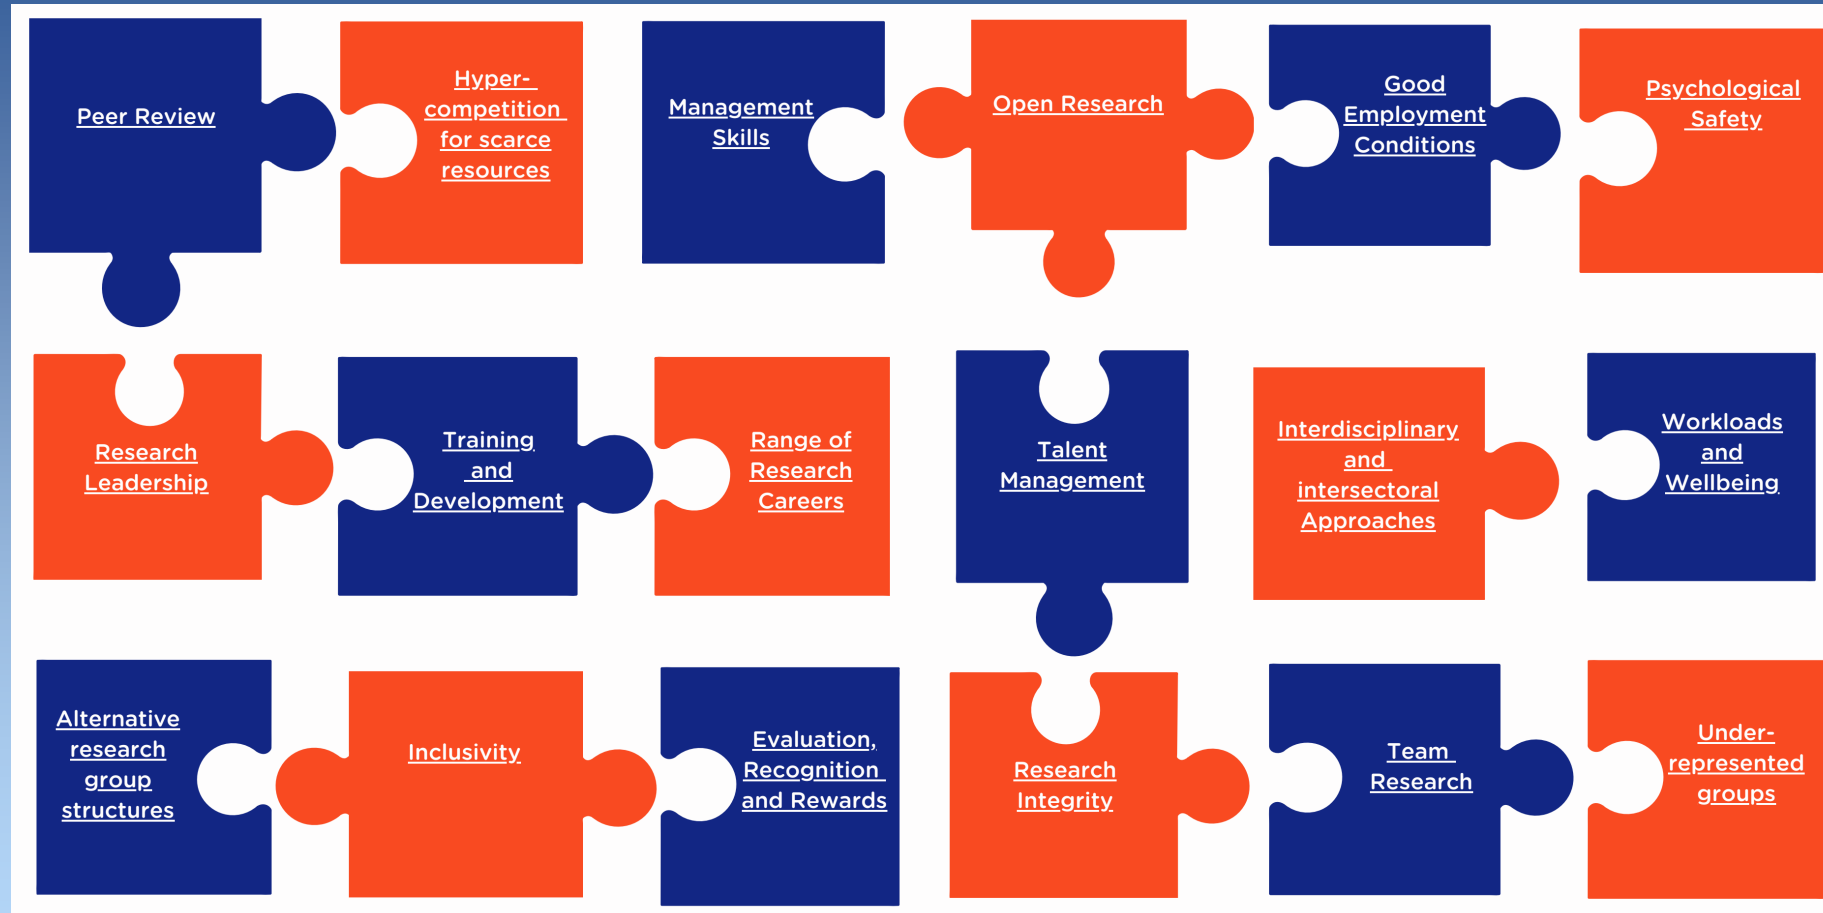 Peer Review
Hyper-
competition
for scarce
resources
Management
Skills
Open Research
Good
Employment
Conditions
Psychological
Safety
Research
Leadership
Training
and
Development
Range of
Research
Careers
Talent
Management
Interdisciplinary
and
intersectoral
Approaches
Workloads
and
Wellbeing
Alternative
research
group
structures
Inclusivity
Evaluation,
Recognition
and Rewards
Research
Integrity
Team
Research
Under-
represented
groups